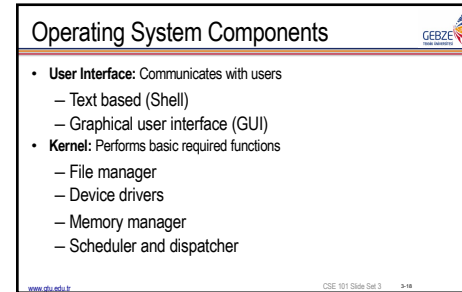 Operating System Components
GEBZE
• User Interface: Communicates with users
– Text based (Shell)
– Graphical user interface (GUI)
• Kernel: Performs basic required functions
– File manager
– Device drivers
– Memory manager
– Scheduler and dispatcher
www.gtu.edu.tr
CSE 101 Slide Set 3
3-18